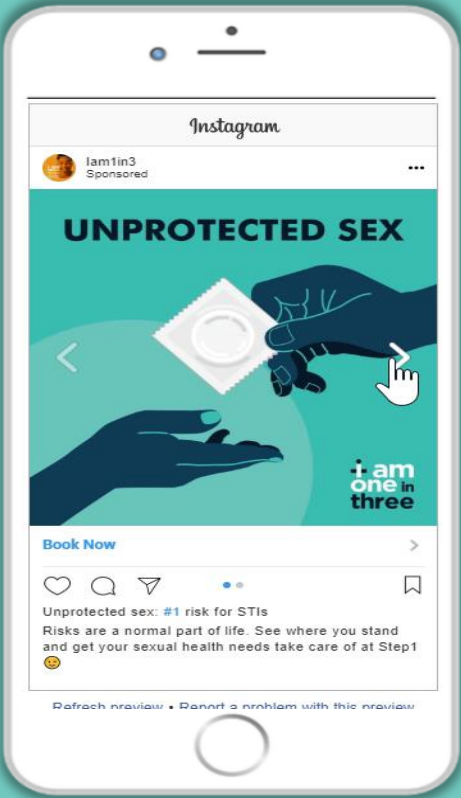 Instagram
Iam1in3
Sponsored
UNPROTECTED SEX
i am
one in
three
Book Now
Unprotected sex: #1 risk for STIs
Risks are a normal part of life. See where you stand
and get your sexual health needs take care of at Step1
Refresh preview • Report a problem with this preview